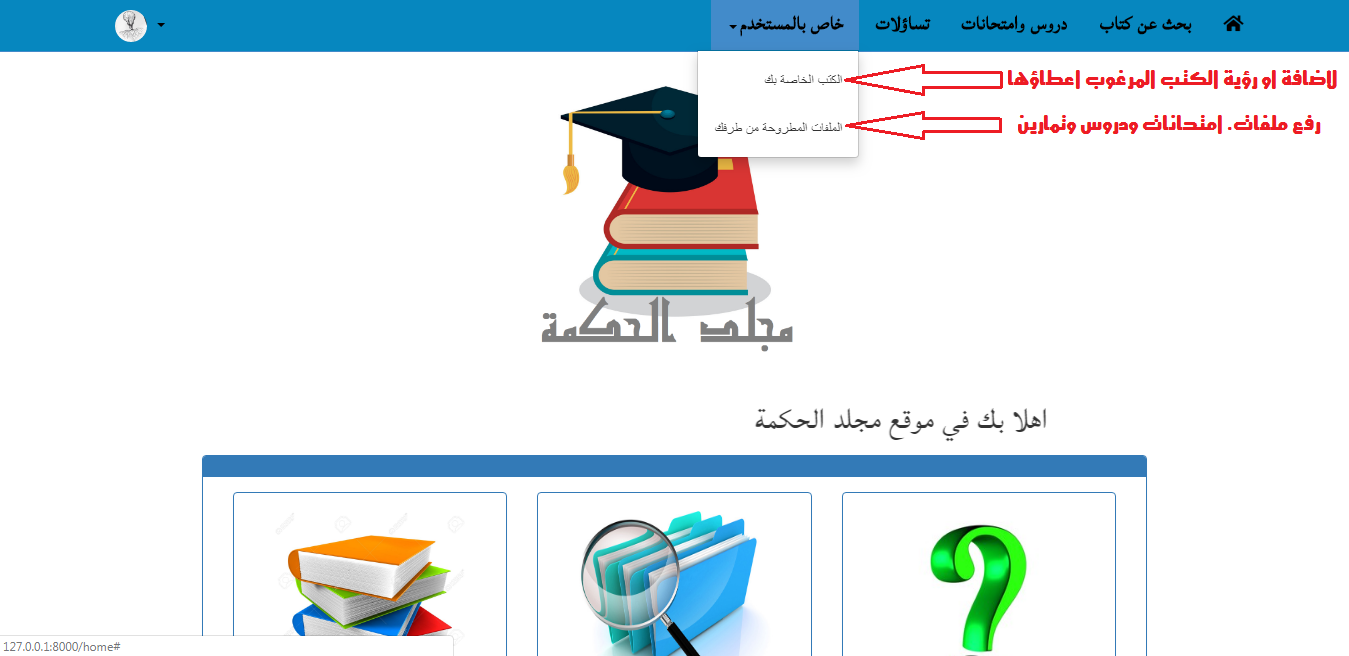 بحث عن كتاب
دروس وامتحانات
تساؤلات
خاص بالمستخدم
الكتب الخاصة بك
لاضافة او رؤية الكتب المرغوب اعطاؤها
الملفات المطروحة من طرفك
رفع ملفات. امتحانات ودروس وتمارين
مجلد الحكمة
اهلا بك في موقع مجلد الحكمة
127.0.0.1:8000/home#